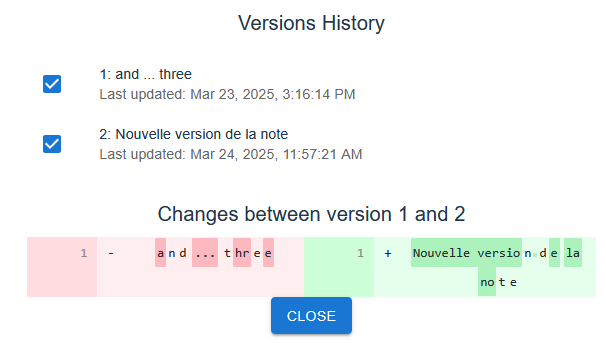 Versions History
1: and ... three
Last updated: Mar 23, 2025, 3:16:14 PM
2: Nouvelle version de la note
Last updated: Mar 24, 2025, 11:57:21 AM
Changes between version 1 and 2
1 - and ... three 1 + Nouvelle version de la
note
CLOSE